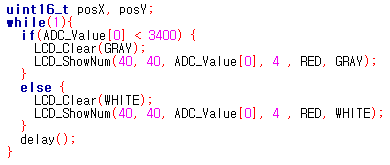 uint16_t posX, posY;
while(1){
  if(ADC_Value[0] < 3400) {
    LCD_Clear(GRAY);
    LCD_ShowNum(40, 40, ADC_Value[0], 4 , RED, GRAY);
  }
  else {
    LCD_Clear(WHITE);
    LCD_ShowNum(40, 40, ADC_Value[0], 4 , RED, WHITE);
  }
  delay();
}